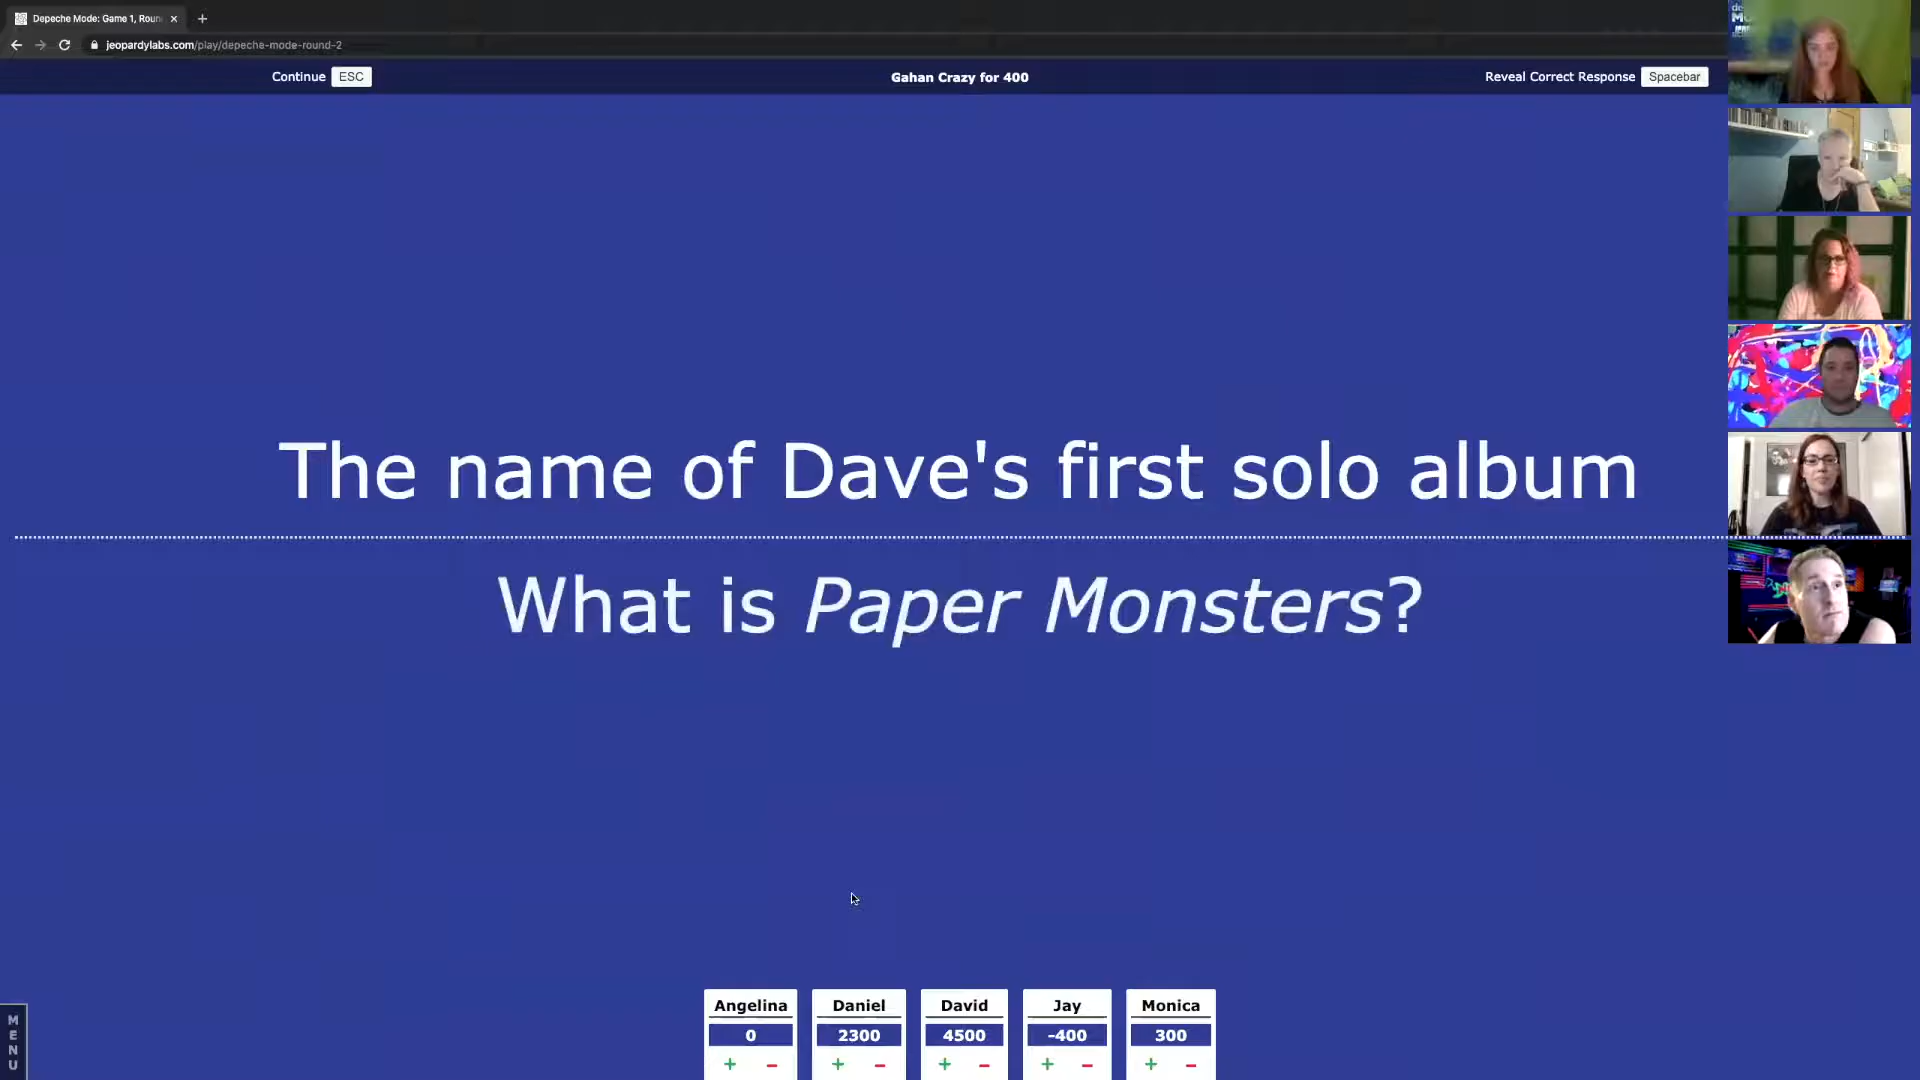 Depeche Mode: Game 1, Roun
jeopardylabs.com/play/depeche-mode-round-2
Continue ESC
Gahan Crazy for 400
Reveal Correct Response Spacebar
The name of Dave's first solo album
What is Paper Monsters?
MENU
Angelina Daniel David Jay Monica
0 2300 4500 -400 300
+ - + - + - + - + -